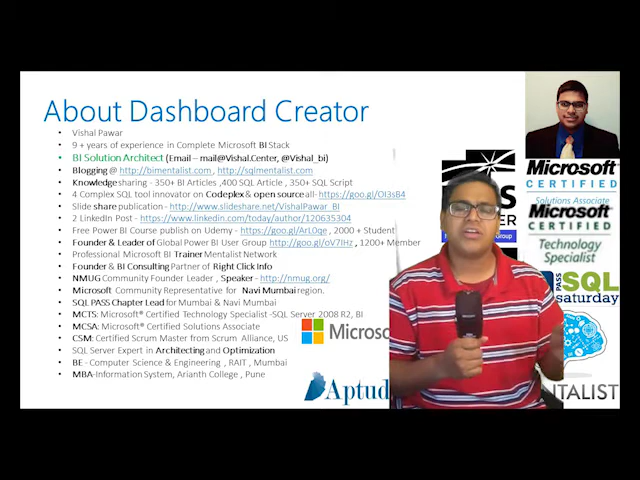 About Dashboard Creator
Vishal Pawar
9+ years of experience in Complete Microsoft BI Stack
BI Solution Architect (Email – mail@Vishal.Center, @Vishal_bi)
Blogging @ http://bimentalist.com , http://sqlmentalist.com
Knowledge sharing - 350+ BI Articles ,400 SQL Article , 350+ SQL Script
4 Complex SQL tool innovator on Codeplex & open source all- https://goo.gl/OI3sB4
Slide share publication - http://www.slideshare.net/VishalPawar_BI
2 LinkedIn Post - https://www.linkedin.com/today/author/120635304
Free Power BI Course publish on Udemy - https://goo.gl/ArL0qe , 2000 + Student
Founder & Leader of Global Power BI User Group http://goo.gl/oV7IHz , 1200+ Member
Professional Microsoft BI Trainer Mentalist Network
Founder & BI Consulting Partner of Right Click Info
NMUG Community Founder Leader , Speaker - http://nmug.org/
Microsoft Community Representative for Navi Mumbai region.
SQL PASS Chapter Lead for Mumbai & Navi Mumbai
MCTS: Microsoft® Certified Technology Specialist -SQL Server 2008 R2, BI
MCSA: Microsoft® Certified Solutions Associate
CSM: Certified Scrum Master from Scrum Alliance, US
SQL Server Expert in Architecting and Optimization
BE – Computer Science & Engineering , RAIT , Mumbai
MBA-Information System, Arianth College , Pune
Microsoft
CERTIFIED
Solutions Associate
Microsoft
CERTIFIED
Technology
Specialist
PASS SQL
saturday
Microso
Aptud
NTALIST